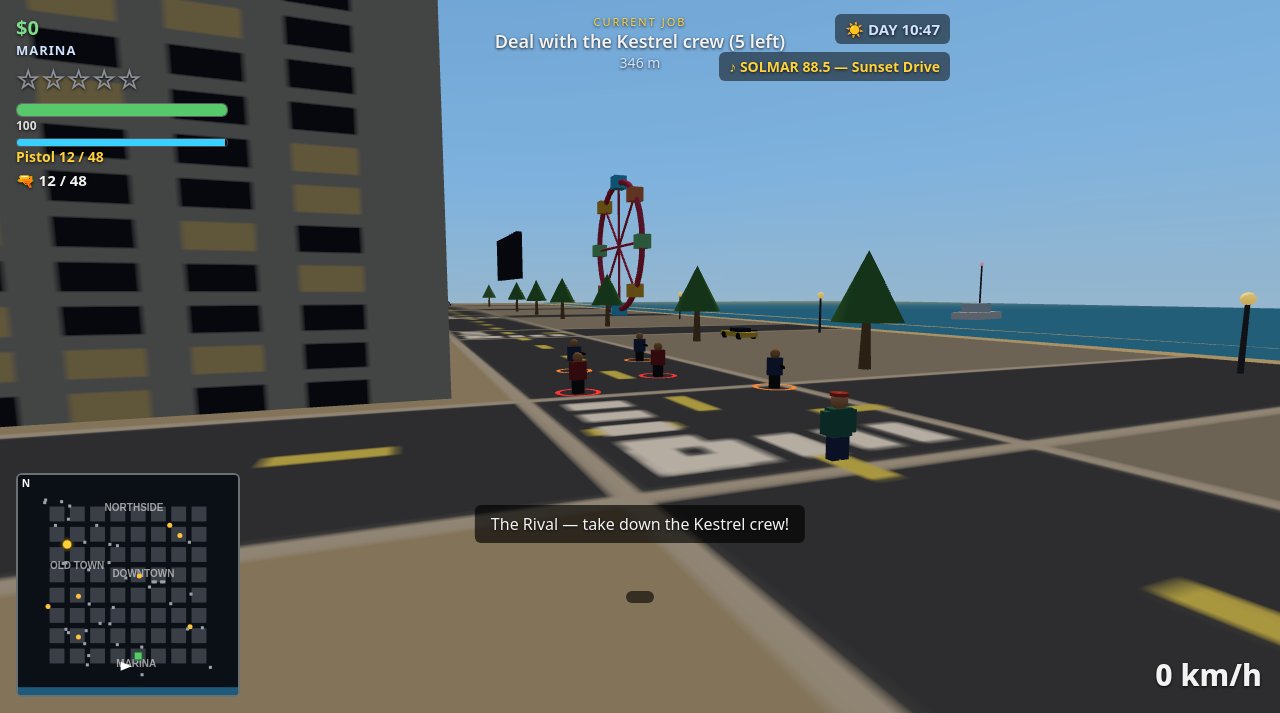 $0
MARINA
100
Pistol 12 / 48
12 / 48
CURRENT JOB
Deal with the Kestrel crew (5 left)
346 m
DAY 10:47
♪ SOLMAR 88.5 — Sunset Drive
The Rival — take down the Kestrel crew!
N
NORTHSIDE
OLD TOWN
DOWNTOWN
MARINA
0 km/h